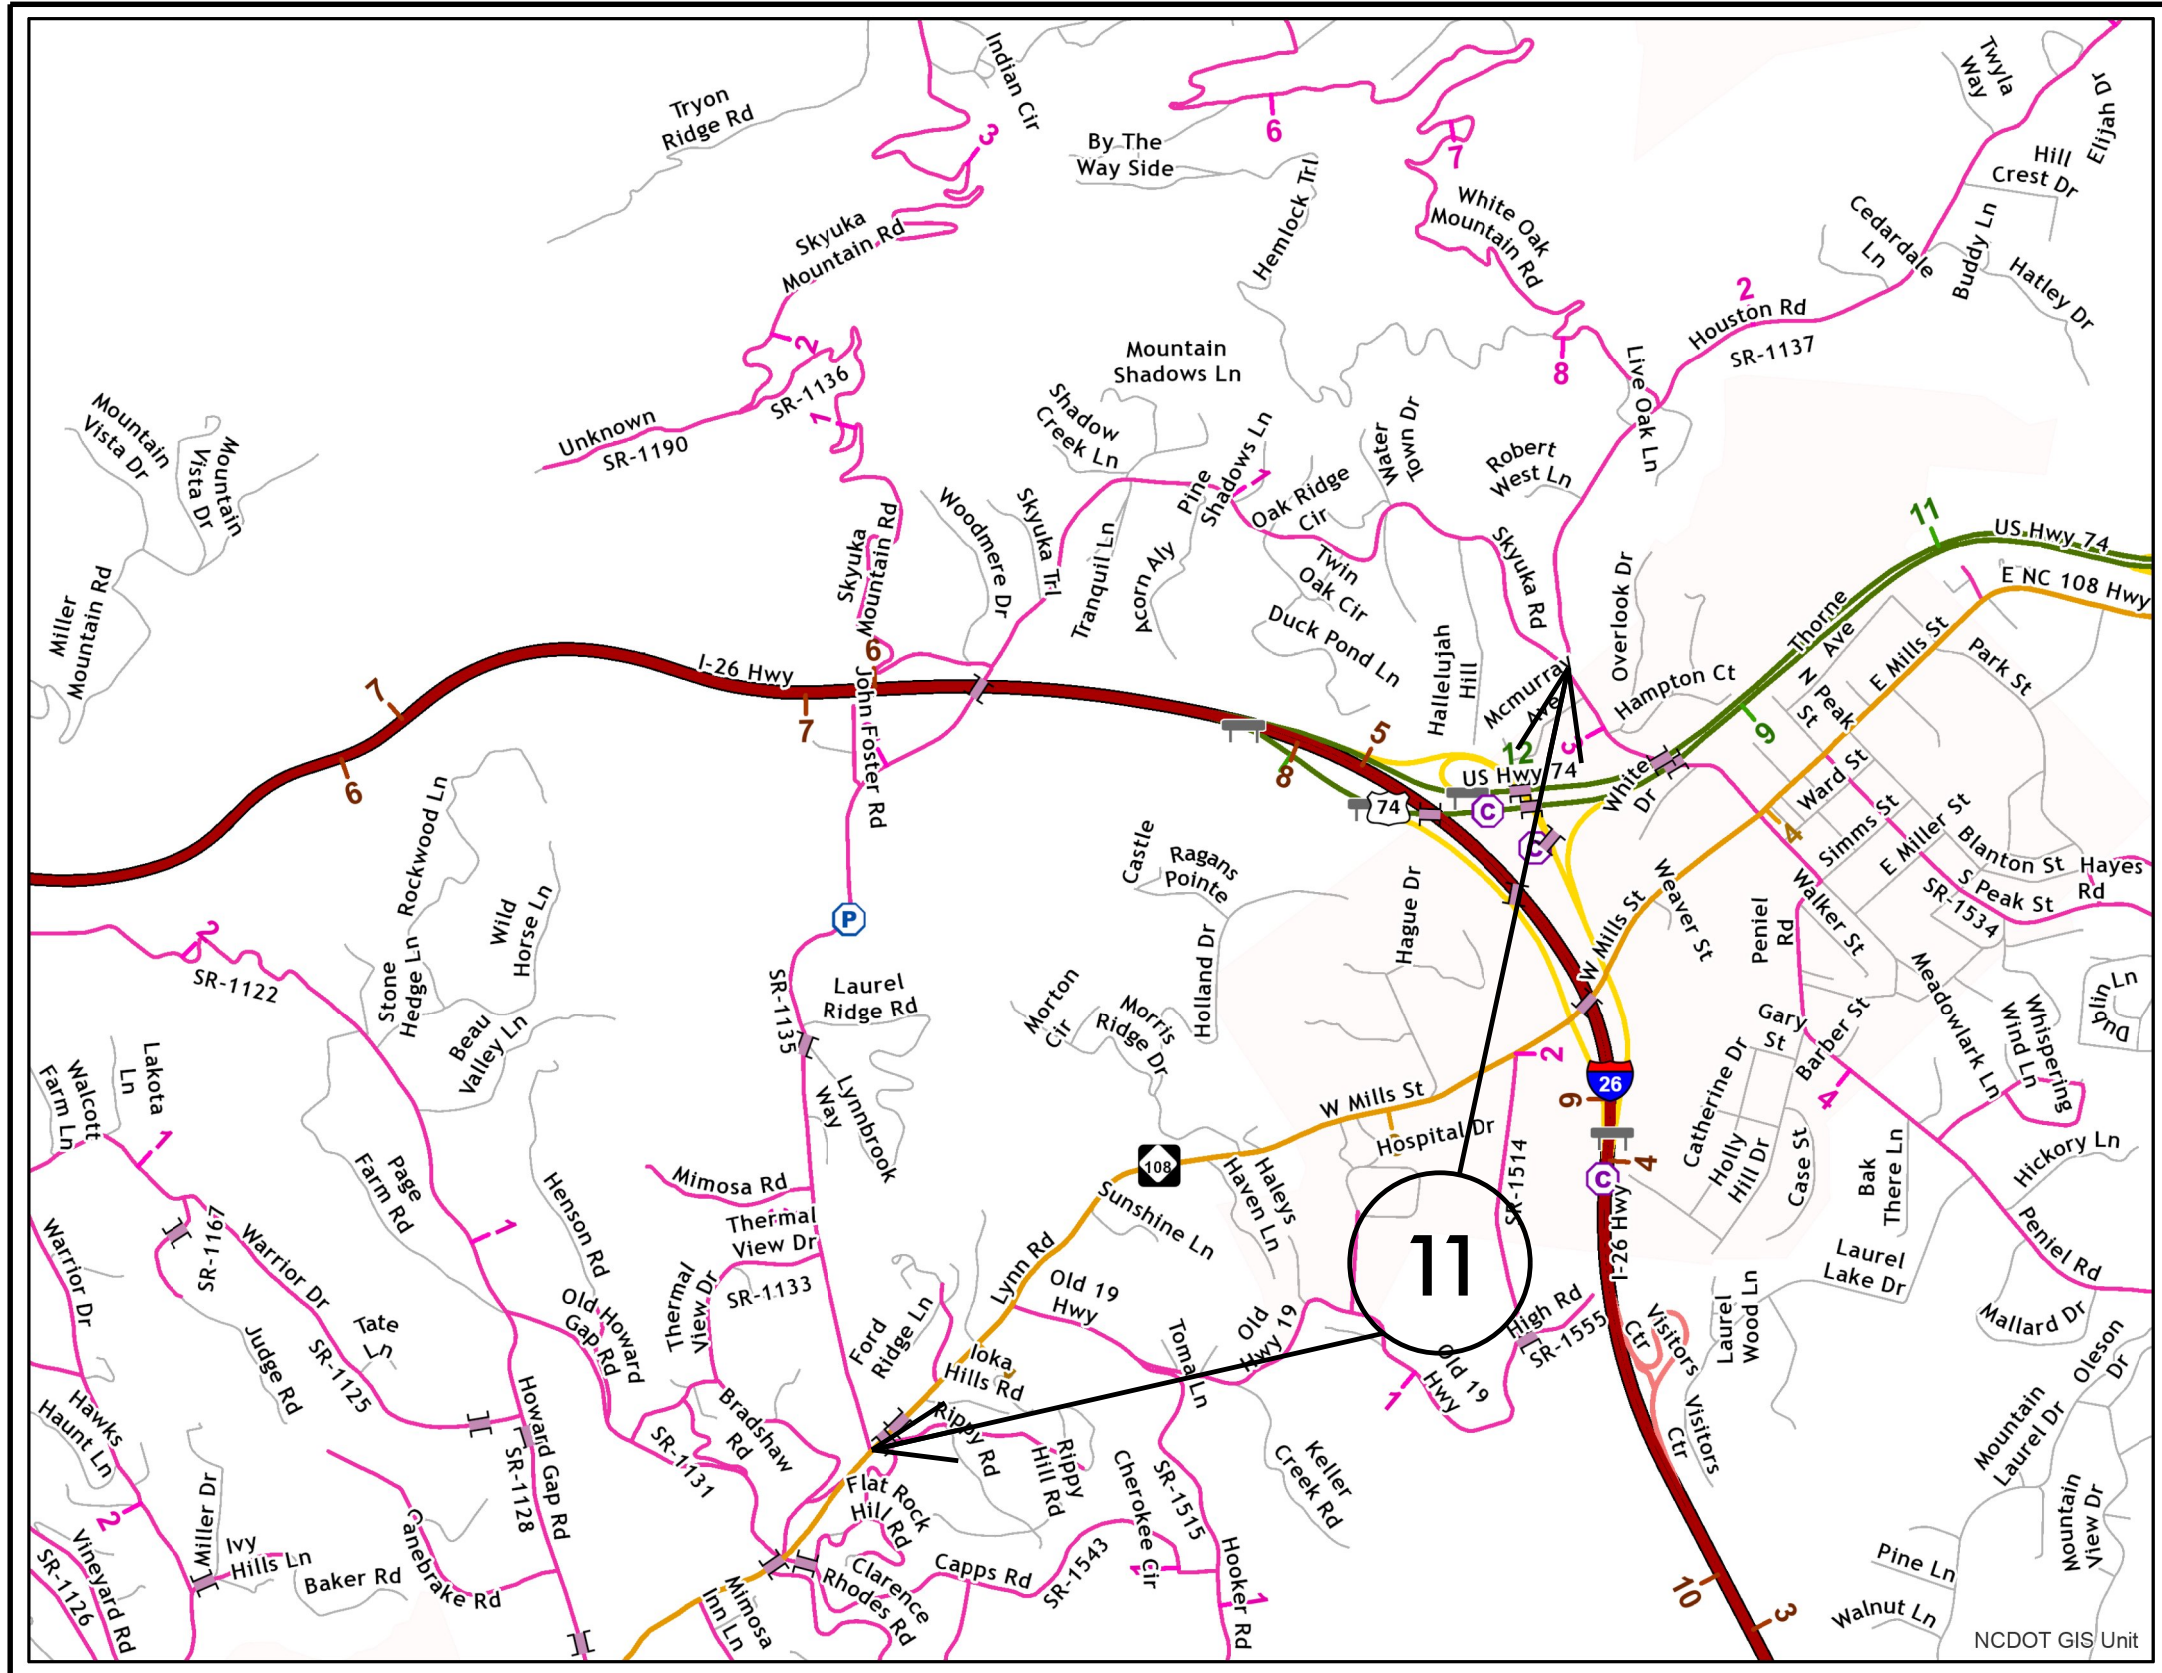 Indian Cir
Twyla
Way
Elijah Dr
Tryon
Ridge Rd
3
6
By The
Way Side
7
Hill
Crest Dr
Hemlock Trl
White Oak
Mountain Rd
Cedardale
Ln
Buddy Ln
Hatley Dr
Skyuka
Mountain Rd
2
Houston Rd
SR-1137
2
SR-1136
1
Mountain
Shadows Ln
8
Live Oak Ln
Mountain
Vista Dr
Mountain
Vista Dr
Unknown
SR-1190
Shadow
Creek Ln
Pine
Shadows Ln
1
Oak Ridge
Cir
Water
Town Dr
Robert
West Ln
Skyuka
Mountain Rd
Woodmere Dr
Skyuka Trl
Tranquil Ln
Acorn Aly
Twin
Oak Cir
Skyuka Rd
Overlook Dr
11
US Hwy 74
E NC 108 Hwy
Miller
Mountain Rd
Duck Pond Ln
Hallelujah
Hill
Mcmurray
Ave
Hampton Ct
Thorne
Ave
N Peak
St
E Mills St
Park St
7
6
I-26 Hwy
6
7
John Foster Rd
5
8
12
3
US Hwy 74
74
C
C
White
Dr
9
4
Ward St
Simms St
E Miller St
Blanton St
Hayes
Rd
S Peak St
SR-1534
Rockwood Ln
Wild
Horse Ln
Castle
Ragans
Pointe
Hague Dr
W Mills St
Weaver St
Peniel
Rd
Walker St
P
2
SR-1122
Stone
Hedge Ln
Beau
Valley Ln
SR-1135
Laurel
Ridge Rd
Morton
Cir
Morris
Ridge Dr
Holland Dr
Meadowlark Ln
Whispering
Wind Ln
Dublin Ln
Gary
St
Barber St
Walcott
Farm Ln
Lakota
Ln
1
Lynnbrook
Way
W Mills St
2
26
9
Hospital Dr
Catherine Dr
Holly
Hill Dr
Case St
4
Bak
There Ln
Hickory Ln
Page
Farm Rd
Henson Rd
1
Mimosa Rd
Thermal
View Dr
SR-1133
108
Sunshine Ln
Haleys
Haven Ln
SR-1514
4
C
I-26 Hwy
Peniel Rd
Laurel
Lake Dr
Mallard Dr
Warrior Dr
SR-1167
Warrior Dr
Judge Rd
SR-1125
Tate
Ln
Old Howard
Gap Rd
Thermal
View Dr
Ford
Ridge Ln
Lynn Rd
Old 19
Hwy
Toma Ln
Old
Hwy 19
11
High Rd
SR-1555
Visitors
Ctr
Laurel
Wood Ln
Oleson
Dr
Ioka
Hills Rd
Old 19
Hwy
1
Visitors
Ctr
Hawks
Haunt Ln
2
Howard Gap Rd
SR-1128
SR-1131
Bradshaw
Rd
Rippy Rd
Rippy
Hill Rd
Cherokee Cir
SR-1515
Keller
Creek Rd
Mountain
Laurel Dr
Mountain
View Dr
Miller Dr
Ivy
Hills Ln
Baker Rd
Canebrake Rd
Vineyard Rd
SR-1126
Flat Rock
Hill Rd
Clarence
Rhodes Rd
Mimosa
Inn Ln
Capps Rd
SR-1543
1
Hooker Rd
1
10
3
Pine Ln
Walnut Ln
NCDOT GIS Unit